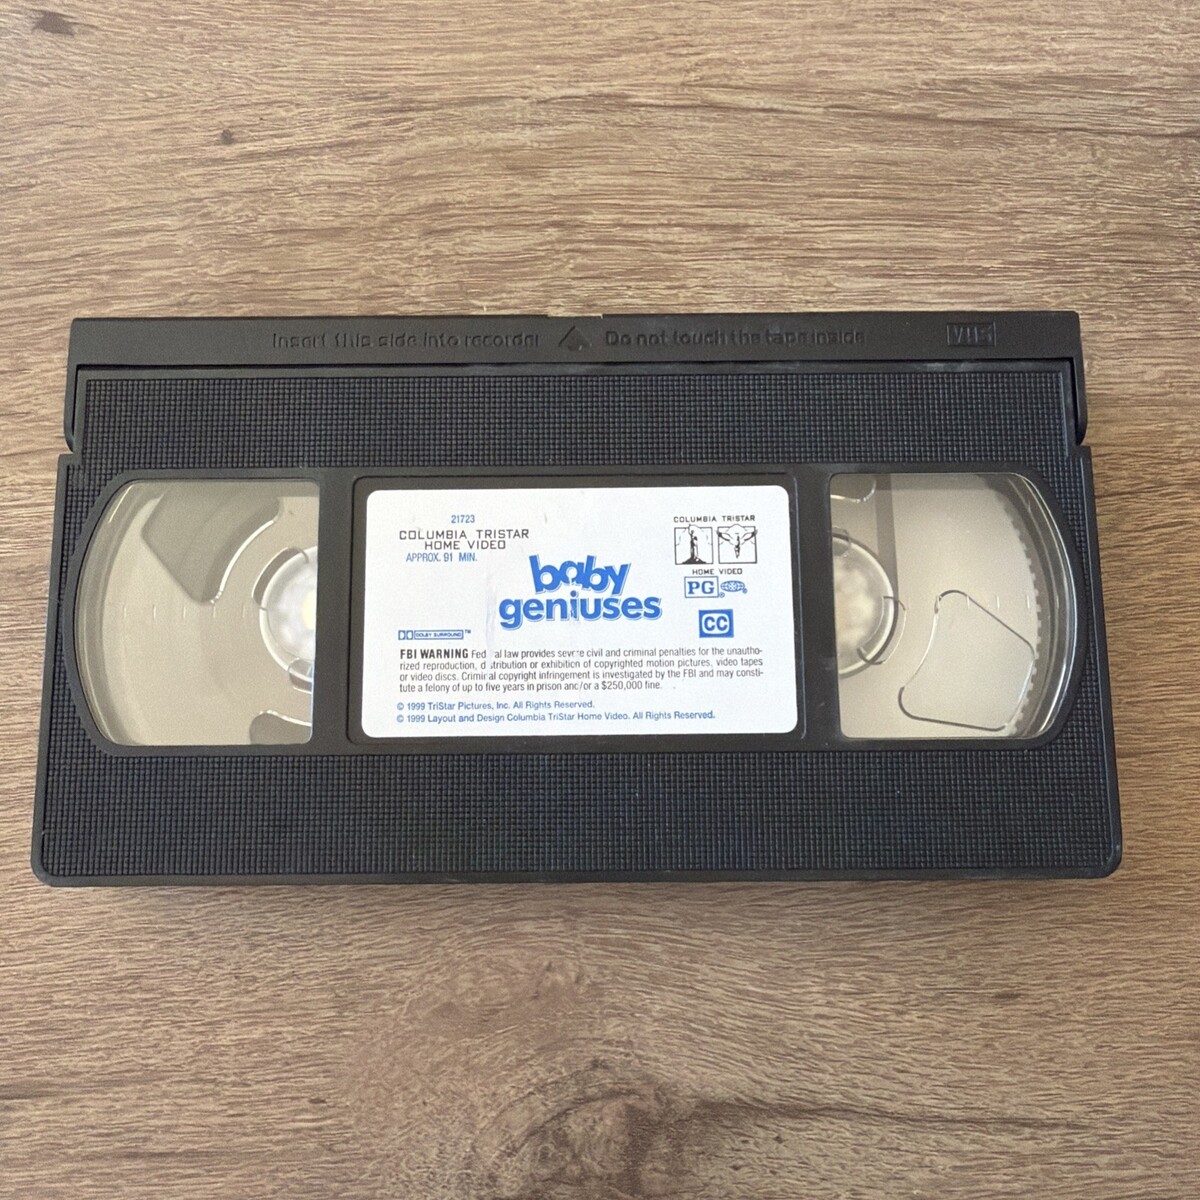 Insert this side into recorder Do not touch the tape inside VHS
21723
COLUMBIA TRISTAR
HOME VIDEO
APPROX. 91 MIN.
COLUMBIA TRISTAR
HOME VIDEO
baby
geniuses
PG
CC
DOLBY SURROUND TM
FBI WARNING Fed al law provides severe civil and criminal penalties for the unautho-
rized reproduction, distribution or exhibition of copyrighted motion pictures, video tapes
or video discs. Criminal copyright infringement is investigated by the FBI and may consti-
tute a felony of up to five years in prison and/or a $250,000 fine.
© 1999 TriStar Pictures, Inc. All Rights Reserved.
© 1999 Layout and Design Columbia TriStar Home Video. All Rights Reserved.